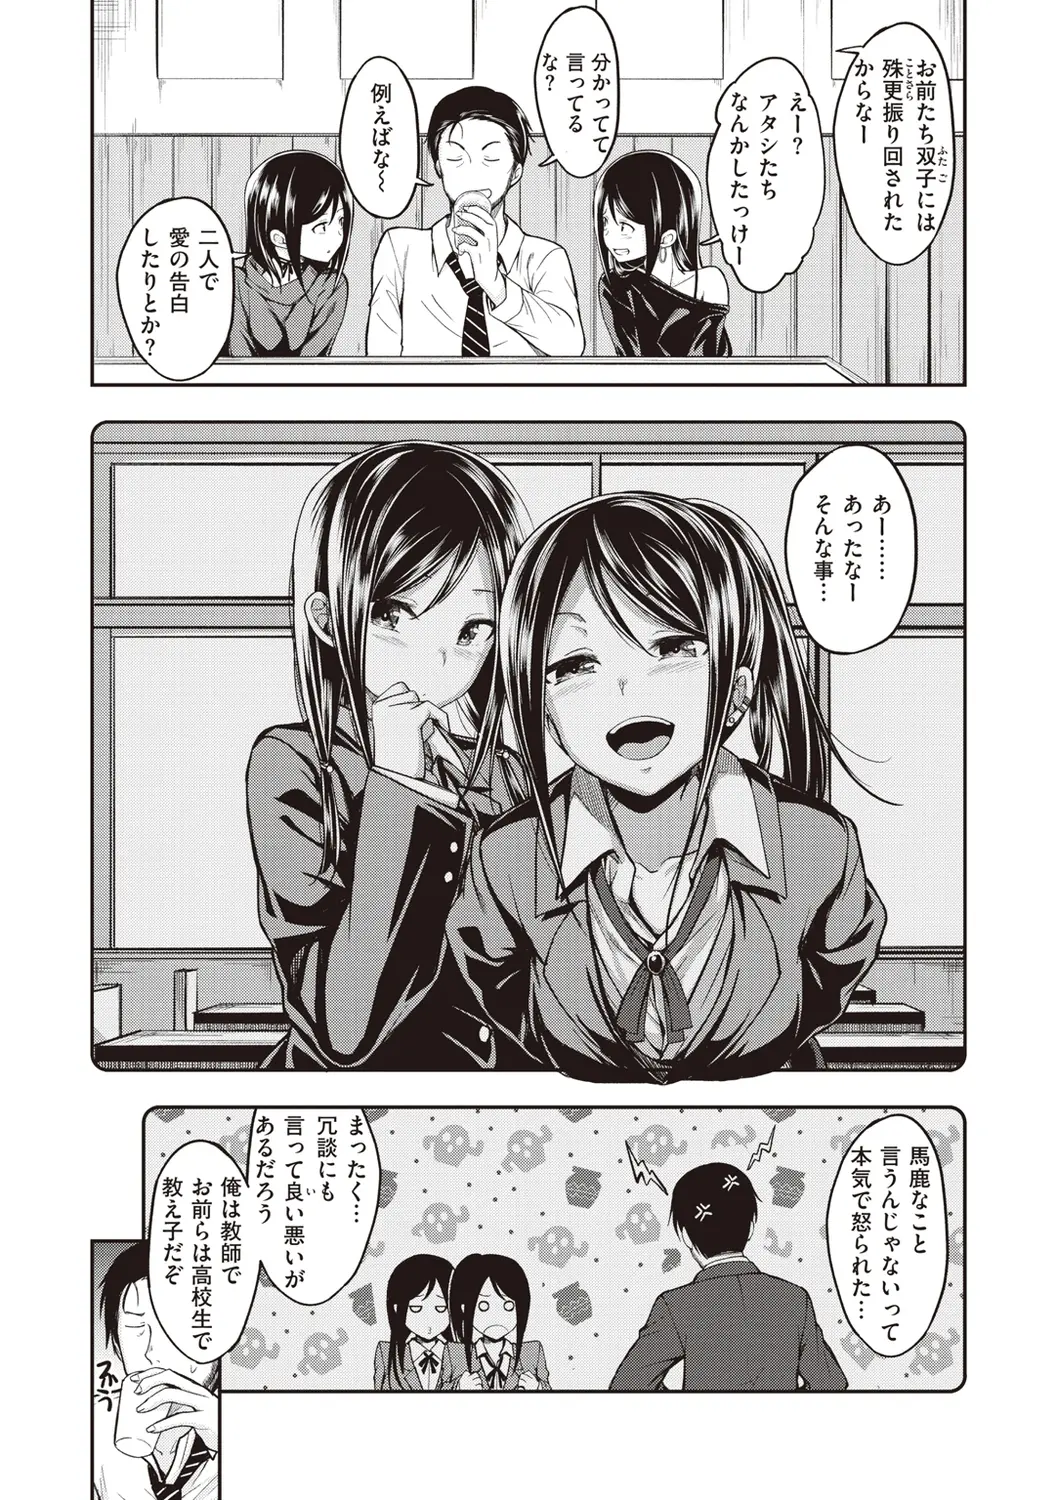 お前たち双子には
殊更振り回された
からなー
えー？
アタシたち
なんかしたっけー
分かってて
言ってる
な？
例えばな～
二人で
愛の告白
したりとか？
あー……
あったなー
そんな事…
馬鹿なこと
言うんじゃないって
本気で怒られた…
まったく…
冗談にも
言って良い悪いが
あるだろう
俺は教師で
お前らは高校生で
教え子だぞ
ふぅ